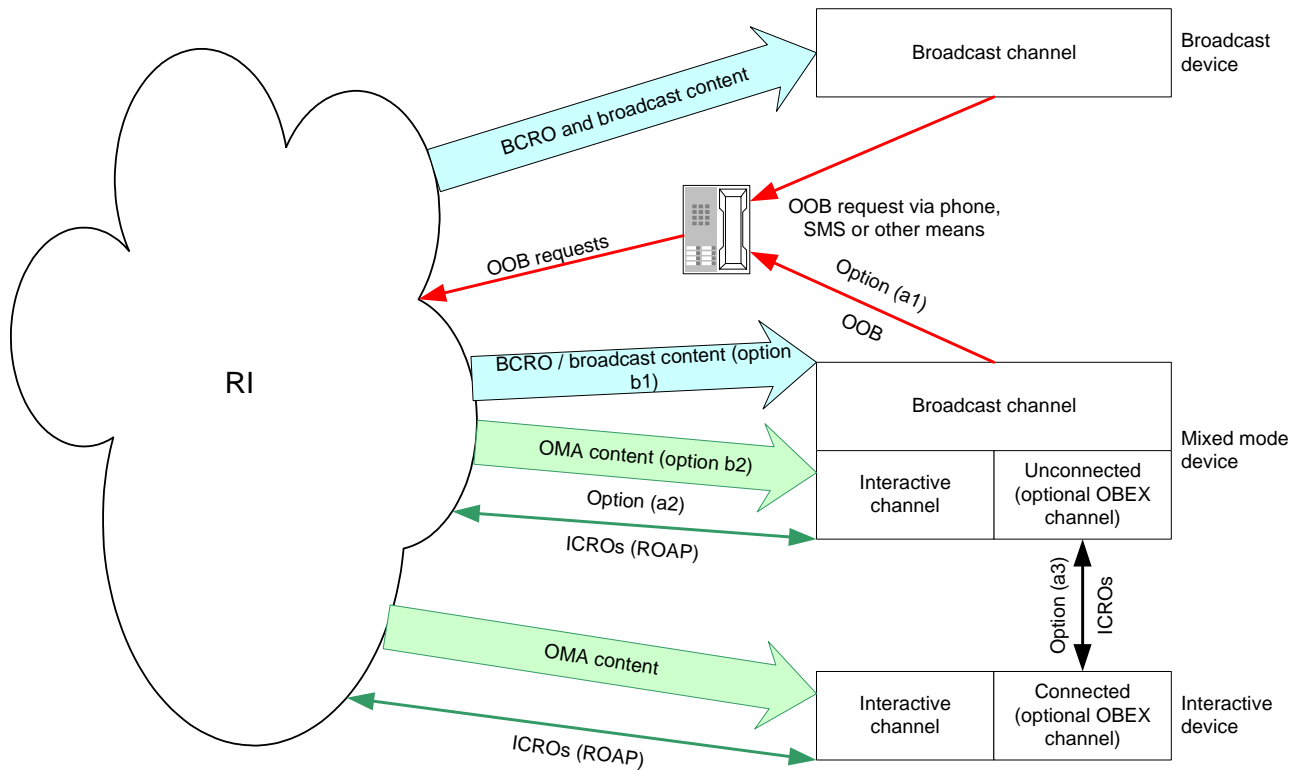 Broadcast channel
Broadcast
device
BCRO and broadcast content
OOB request via phone,
SMS or other means
OOB requests
Option (a1)
OOB
RI
BCRO / broadcast content (option
b1)
Broadcast channel
OMA content (option b2)
Interactive
channel
Unconnected
(optional OBEX
channel)
Mixed mode
device
Option (a2)
ICROs (ROAP)
Option (a3)
ICROs
OMA content
Interactive
channel
Connected
(optional OBEX
channel)
Interactive
device
ICROs (ROAP)